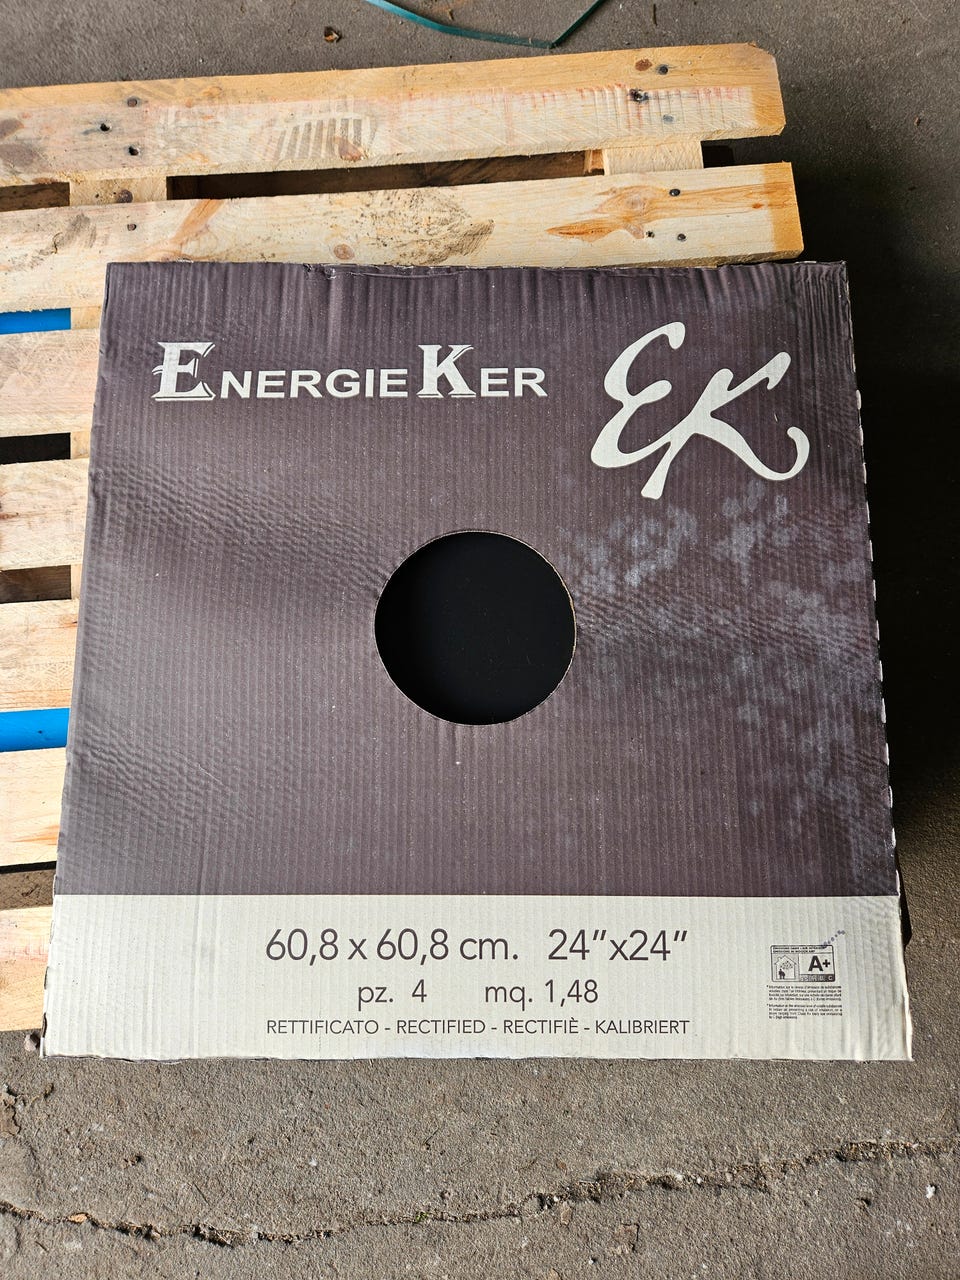 ENERGIEKER
EK
60,8 x 60,8 cm. 24"x24"
pz. 4 mq. 1,48
RETTIFICATO - RECTIFIED - RECTIFIÈ - KALIBRIERT
A+